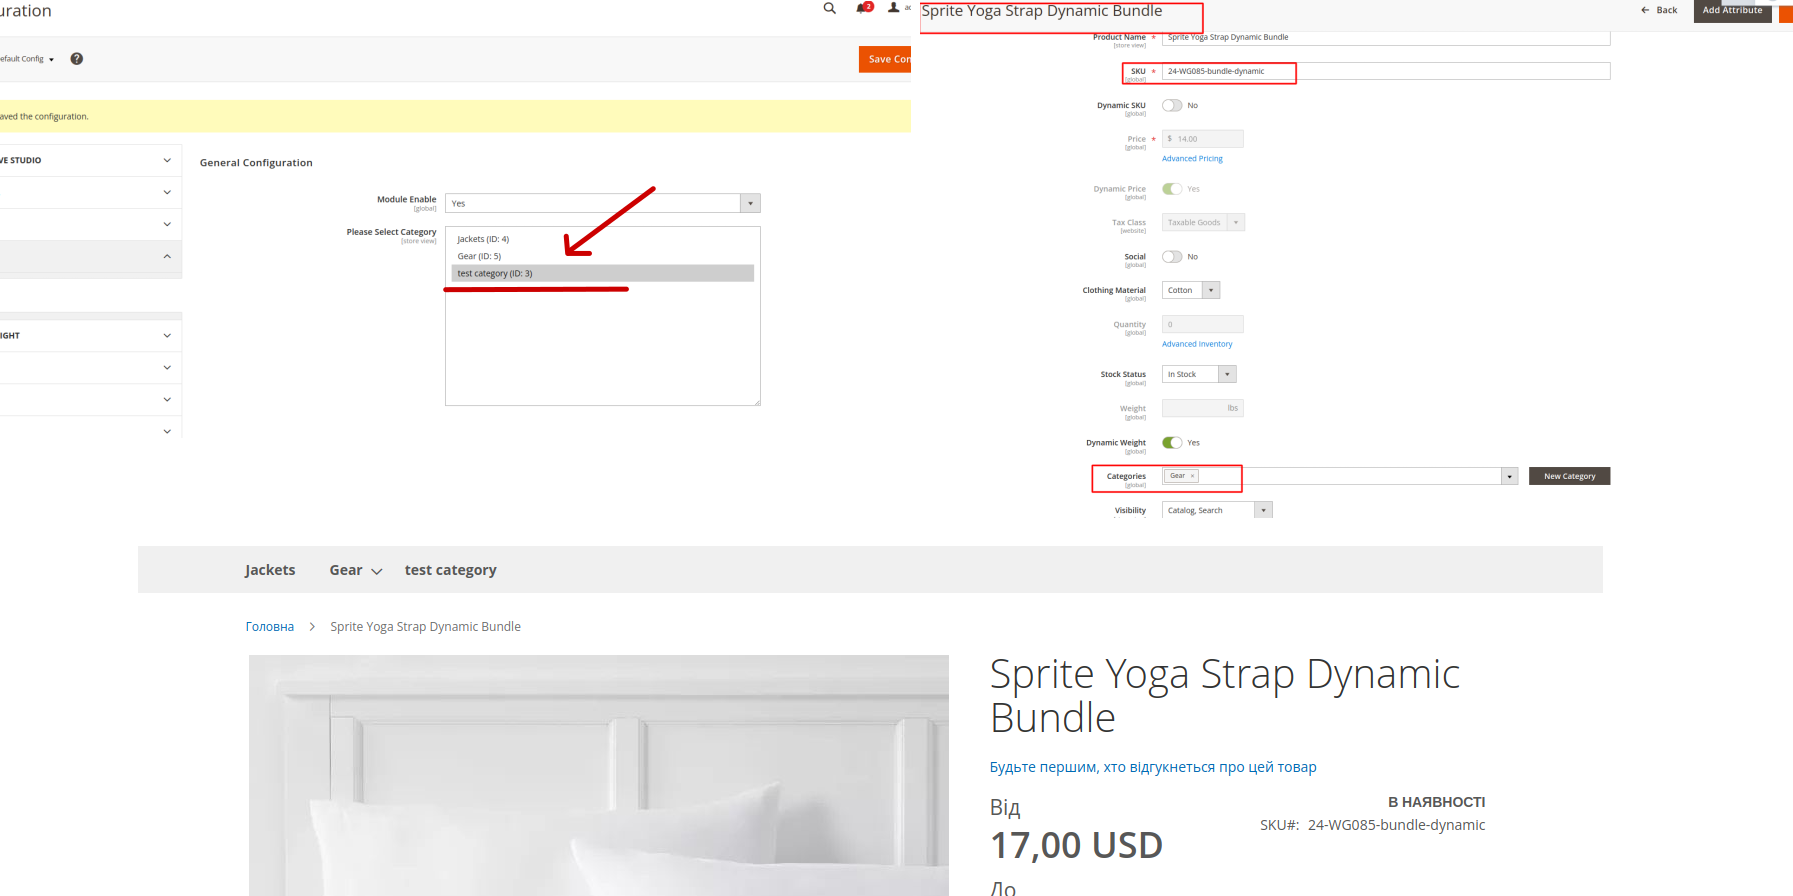 uration
2
efault Config
?
Save Con
aved the configuration.
VE STUDIO
IGHT
General Configuration
Module Enable
[global]
Yes
Please Select Category
[store view]
Jackets (ID: 4)
Gear (ID: 5)
test category (ID: 3)
Sprite Yoga Strap Dynamic Bundle
Back
Add Attribute
Product Name *
[store view]
Sprite Yoga Strap Dynamic Bundle
SKU *
[global]
24-WG085-bundle-dynamic
Dynamic SKU
[global]
No
Price *
[global]
$ 14.00
Advanced Pricing
Dynamic Price
[global]
Yes
Tax Class
[website]
Taxable Goods
Social
[global]
No
Clothing Material
[global]
Cotton
Quantity
[global]
0
Advanced Inventory
Stock Status
[global]
In Stock
Weight
[global]
lbs
Dynamic Weight
[global]
Yes
Categories
[global]
Gear ×
New Category
Visibility
Catalog, Search
Jackets Gear test category
Головна > Sprite Yoga Strap Dynamic Bundle
Sprite Yoga Strap Dynamic
Bundle
Будьте першим, хто відгукнеться про цей товар
Від
17,00 USD
В НАЯВНОСТІ
SKU#: 24-WG085-bundle-dynamic
До